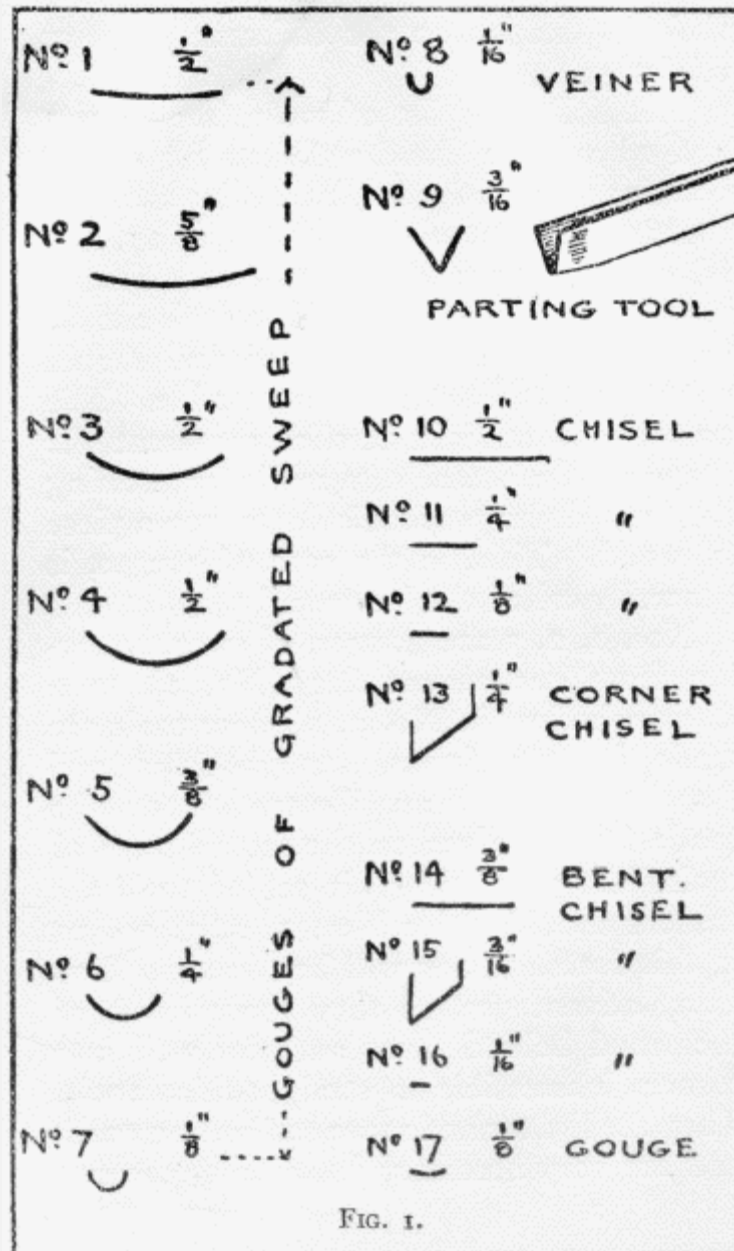 Nº 1 1/2"
Nº 2 5/8"
Nº 3 1/2"
Nº 4 1/2"
Nº 5 3/8"
Nº 6 1/4"
Nº 7 1/8"
GOUGES OF GRADATED SWEEP
Nº 8 1/16" VEINER
Nº 9 3/16"
PARTING TOOL
Nº 10 1/2" CHISEL
Nº 11 1/4" "
Nº 12 1/8" "
Nº 13 1/4" CORNER
CHISEL
Nº 14 3/8" BENT.
CHISEL
Nº 15 3/16" "
Nº 16 1/16" "
Nº 17 1/8" GOUGE
FIG. 1.